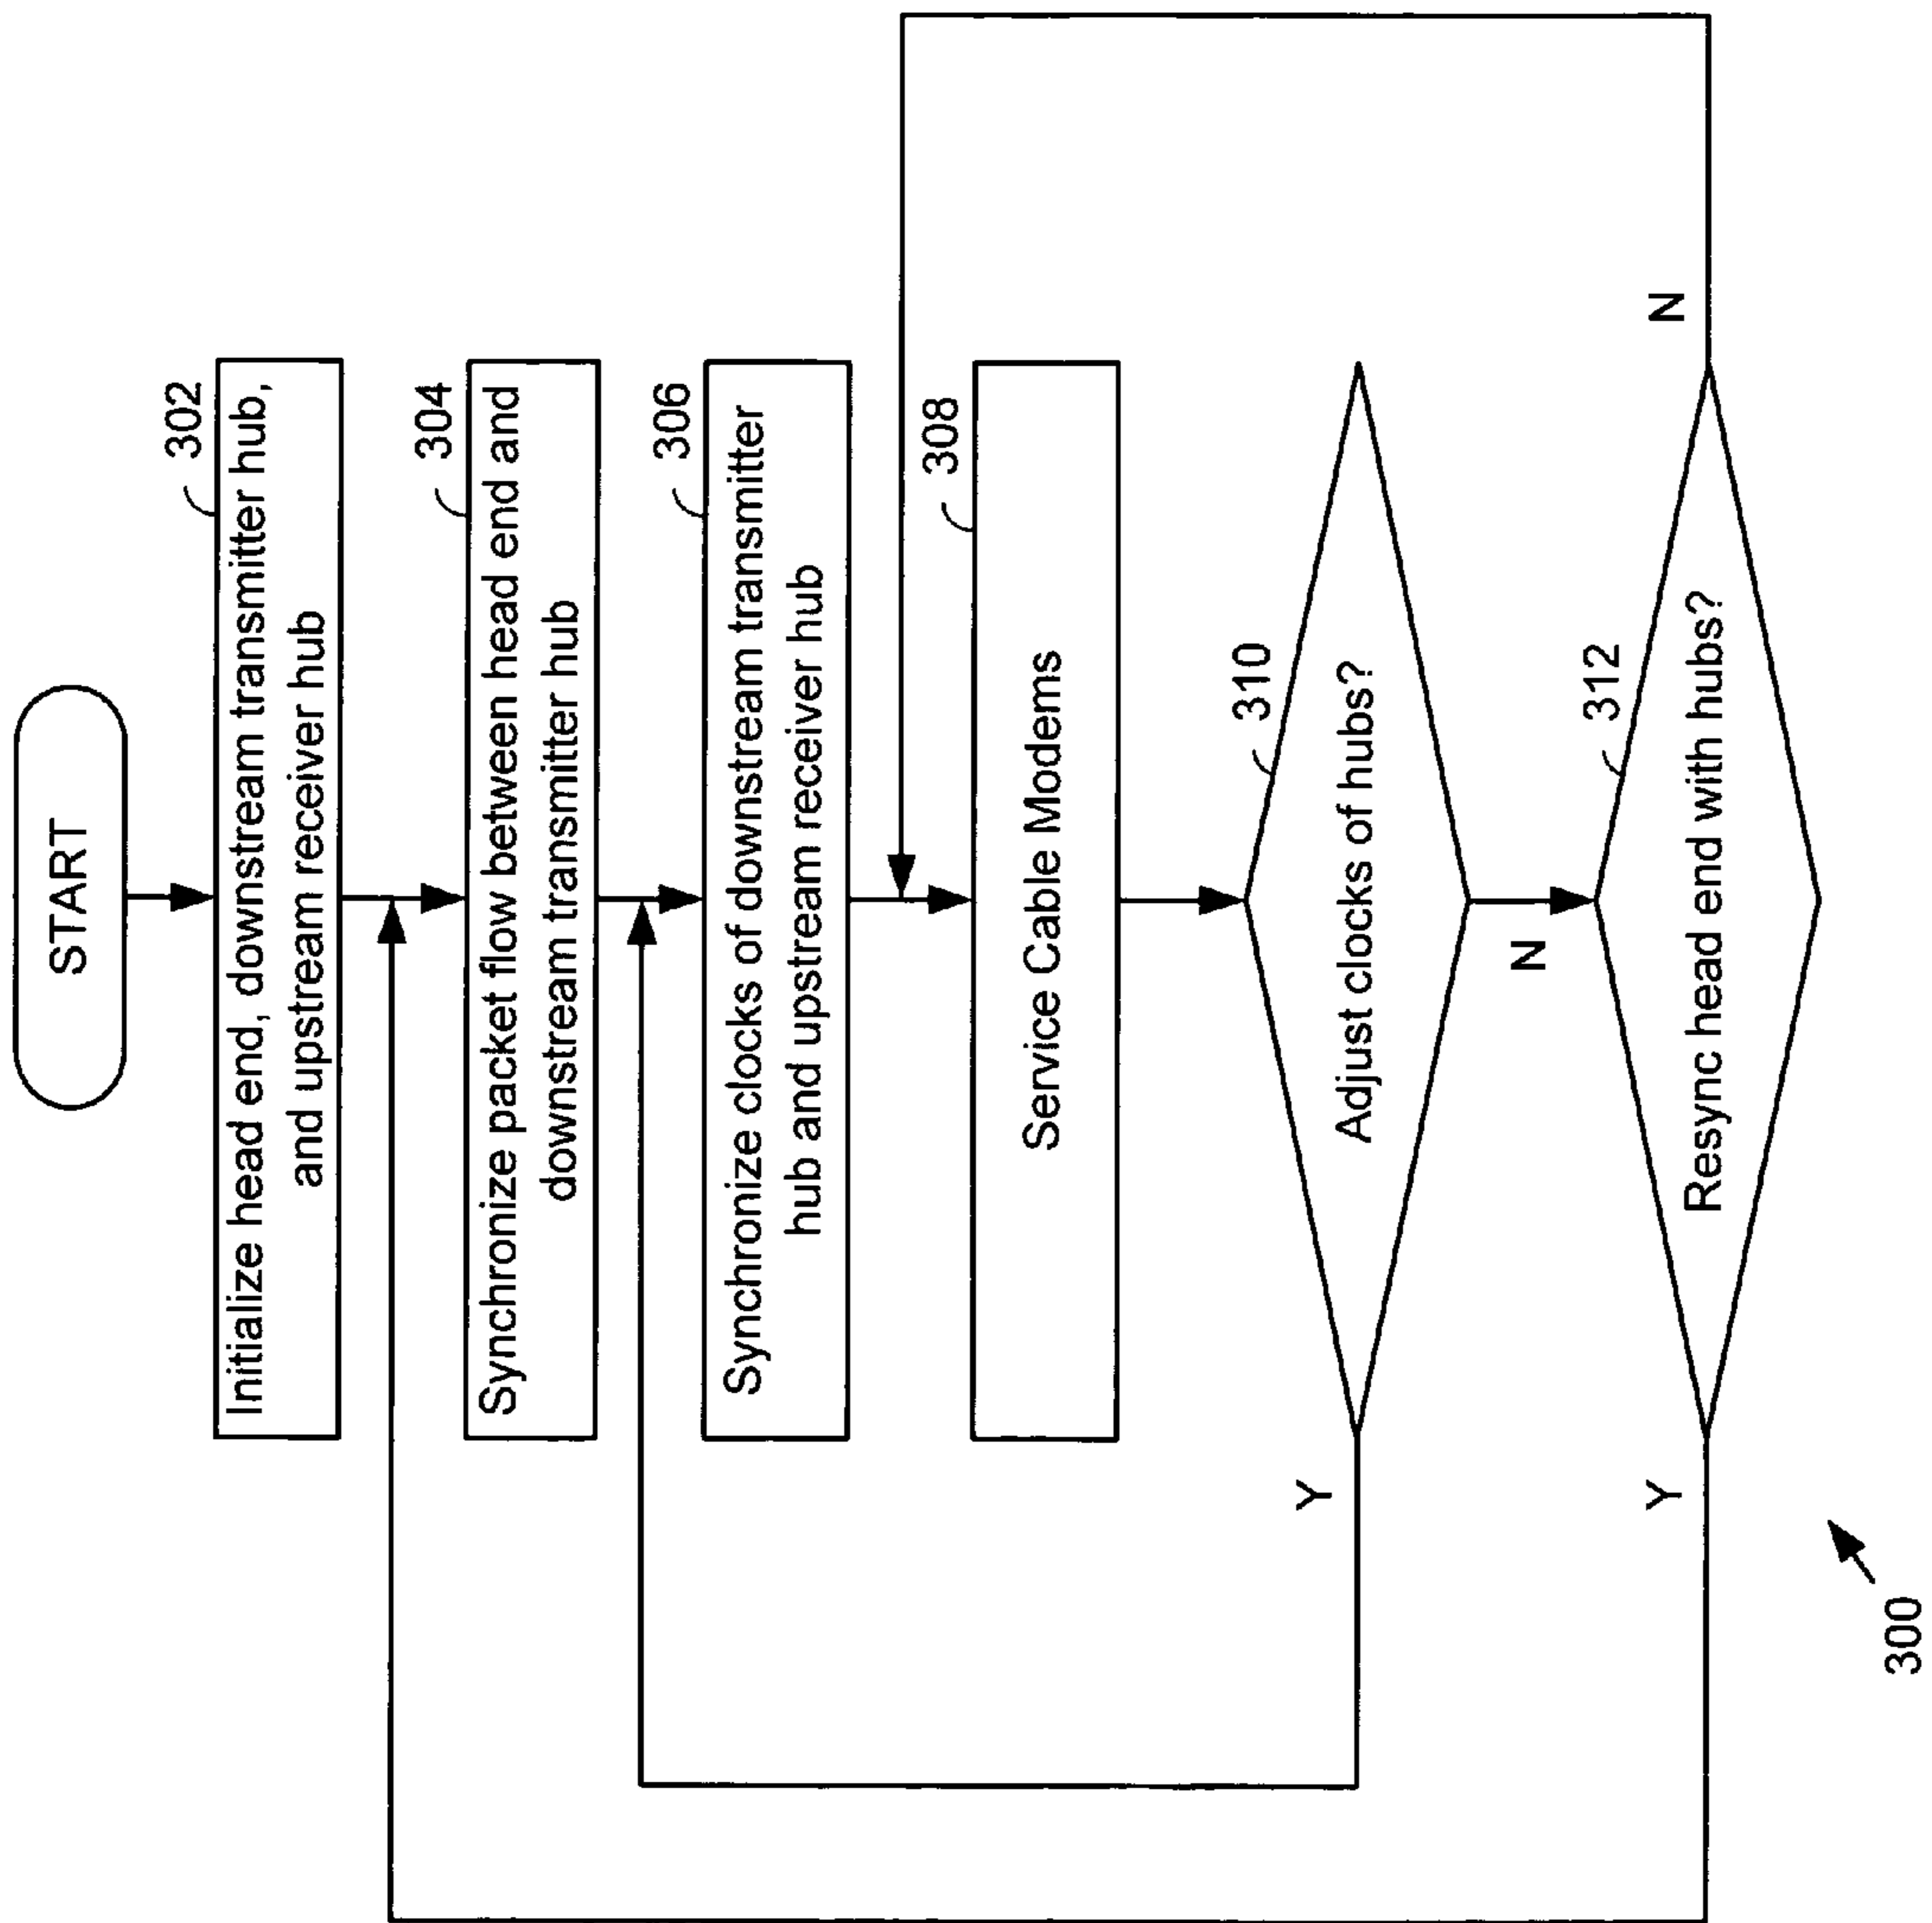 START
302
Initialize head end, downstream transmitter hub,
and upstream receiver hub
304
Synchronize packet flow between head end and
downstream transmitter hub
306
Synchronize clocks of downstream transmitter
hub and upstream receiver hub
308
Service Cable Modems
310
Adjust clocks of hubs?
Y
N
312
Resync head end with hubs?
Y
N
300